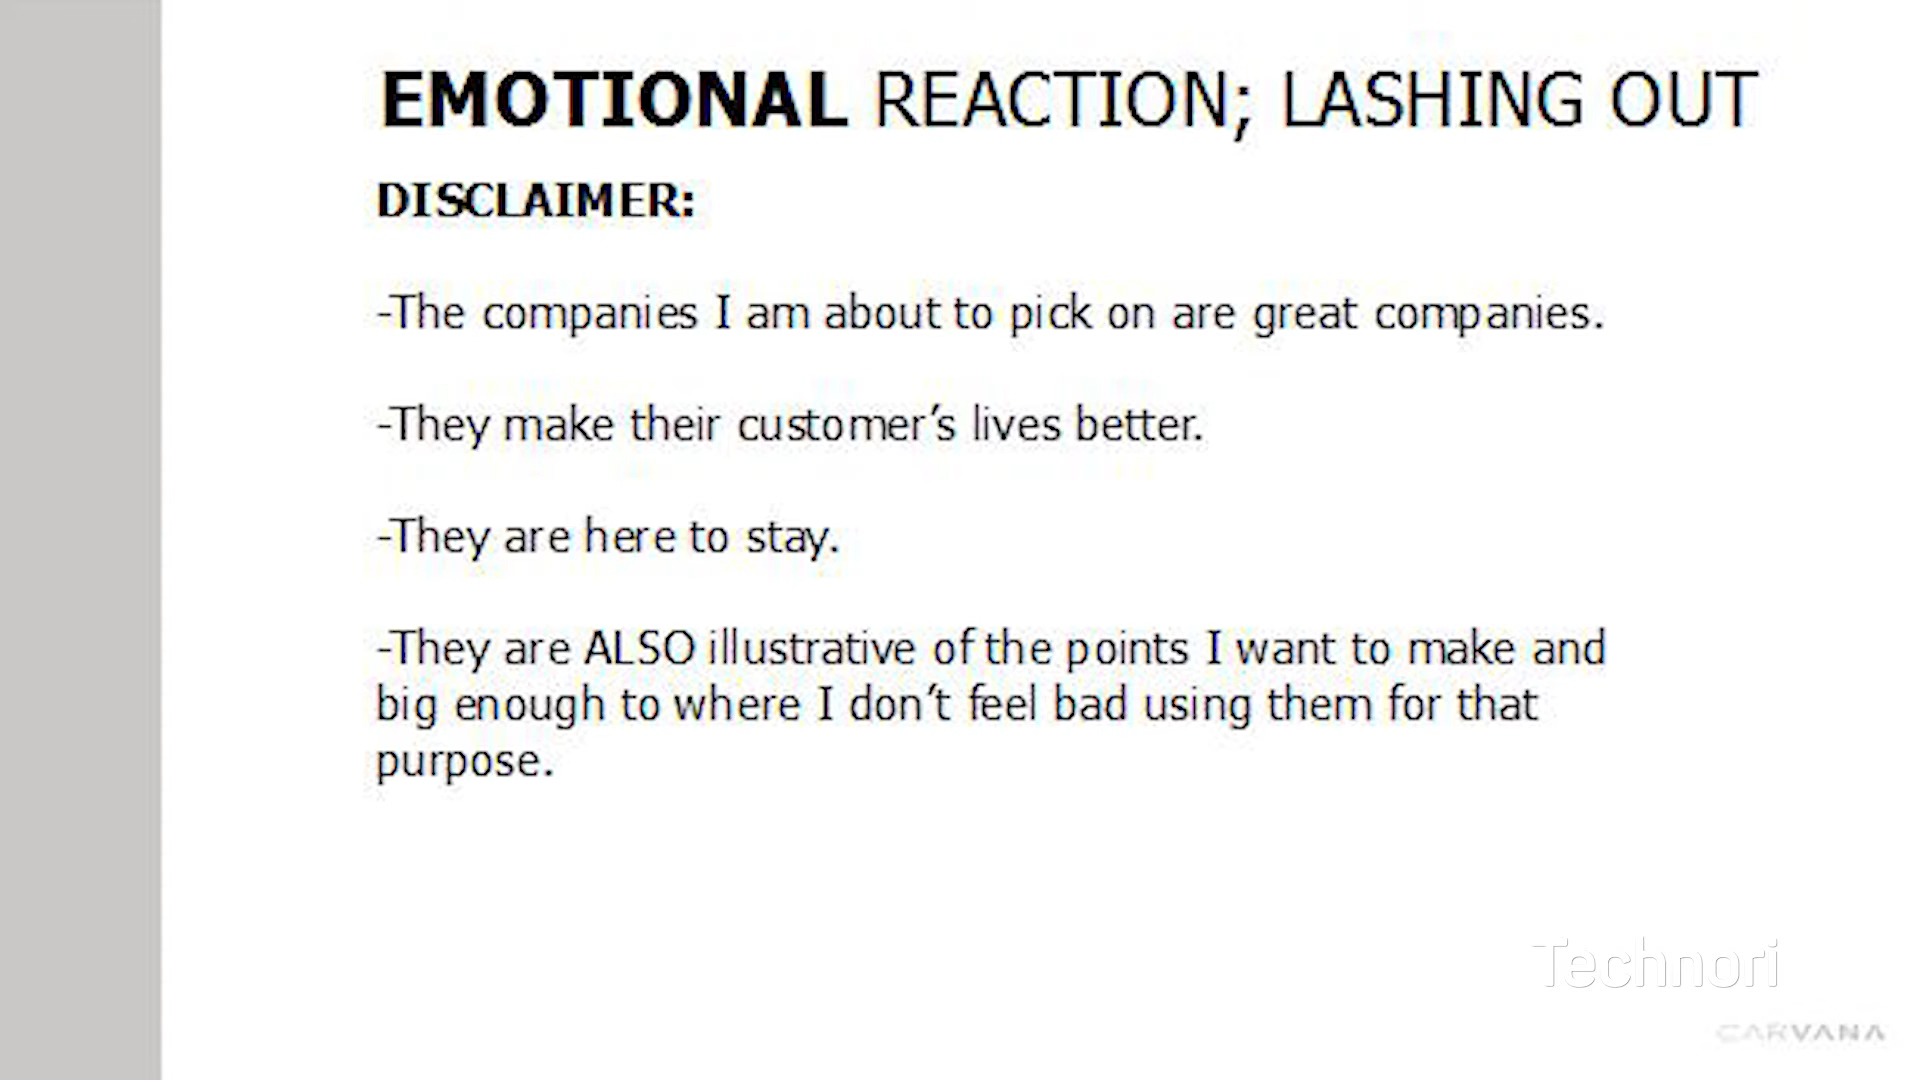 EMOTIONAL REACTION; LASHING OUT
DISCLAIMER:
-The companies I am about to pick on are great companies.
-They make their customer’s lives better.
-They are here to stay.
-They are ALSO illustrative of the points I want to make and
big enough to where I don’t feel bad using them for that
purpose.
Technori
CARVANA